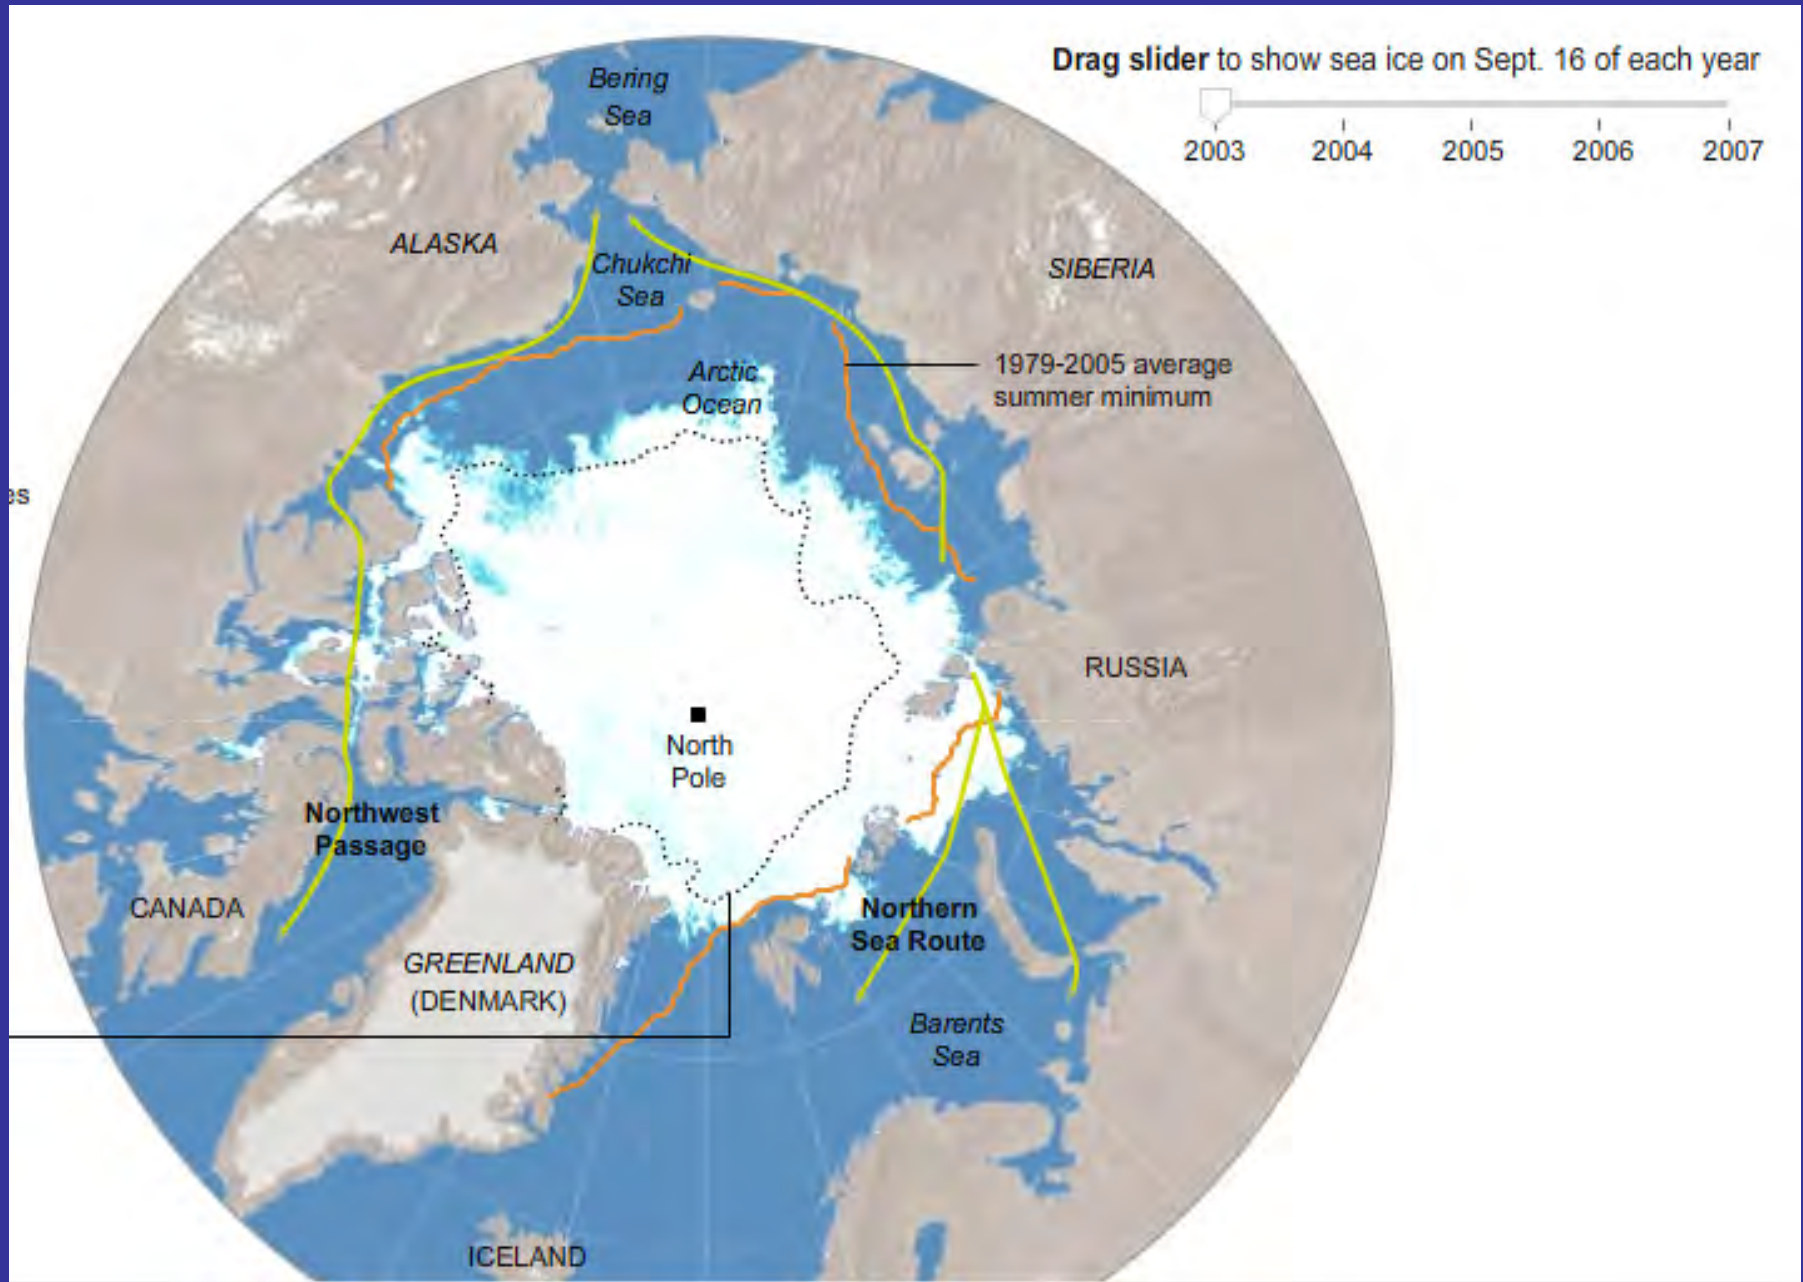 Drag slider to show sea ice on Sept. 16 of each year
2003 2004 2005 2006 2007
Bering
Sea
ALASKA
Chukchi
Sea
SIBERIA
Arctic
Ocean
1979-2005 average
summer minimum
es
RUSSIA
North
Pole
Northwest
Passage
CANADA
Northern
Sea Route
GREENLAND
(DENMARK)
Barents
Sea
ICELAND